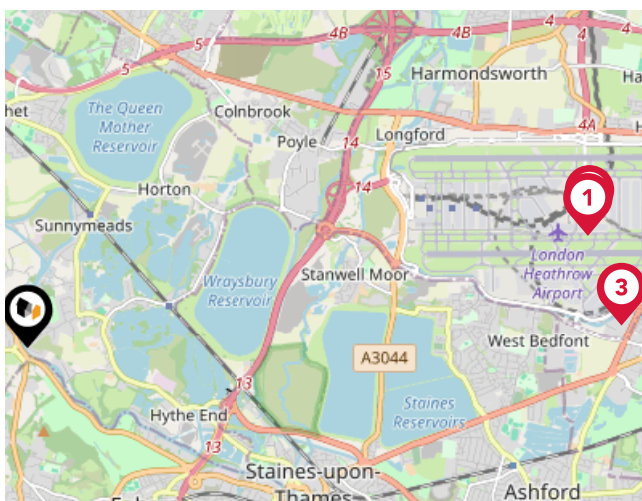 4B
4B
4
4
5
5
15
Harmondsworth
The Queen
Mother
Reservoir
Colnbrook
het
Ha
4A
H
Poyle
14
Longford
14
Horton
1
Sunnymeads
London
Heathrow
Airport
Wraysbury
Reservoir
Stanwell Moor
3
West Bedfont
A3044
13
Hythe End
Staines
Reservoirs
13
Staines-upon-
Thames
Ashford